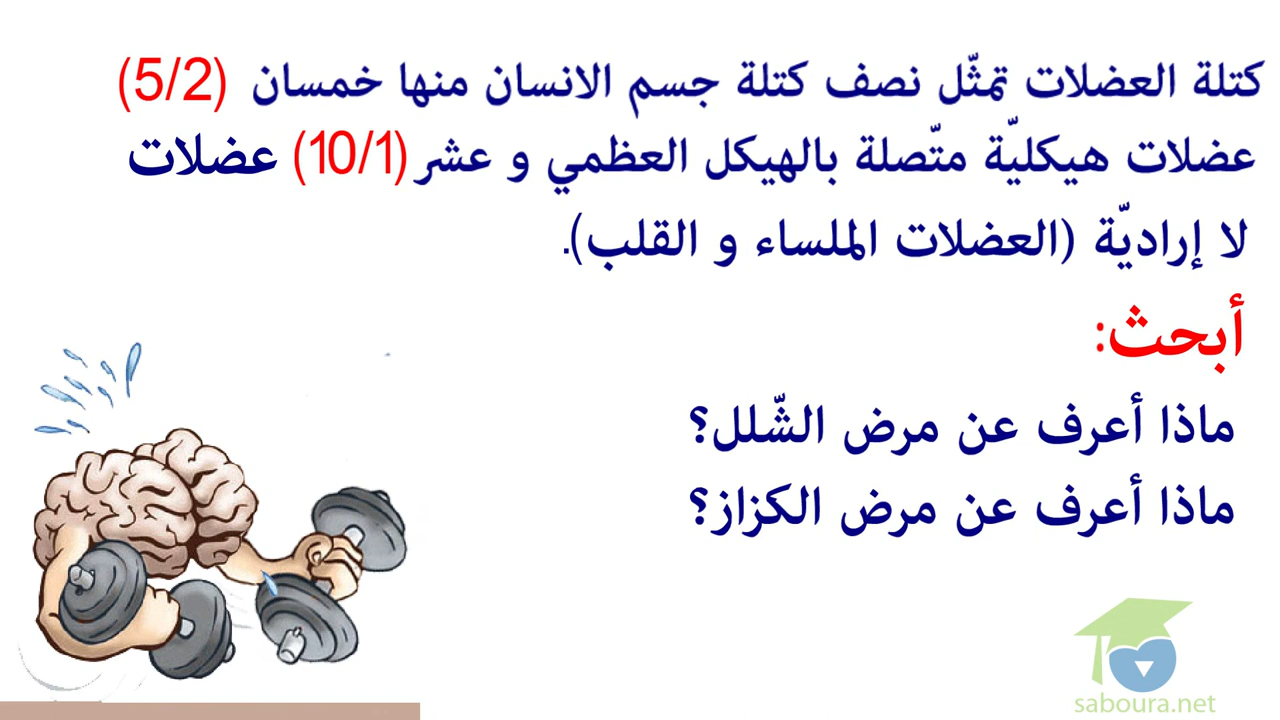 كتلة العضلات تمثّل نصف كتلة جسم الانسان منها خمسان (5/2)
عضلات هيكليّة متّصلة بالهيكل العظمي و عشر (10/1) عضلات
لا إراديّة (العضلات الملساء و القلب).
أبحث:
ماذا أعرف عن مرض الشّلل؟
ماذا أعرف عن مرض الكزاز؟
saboura.net